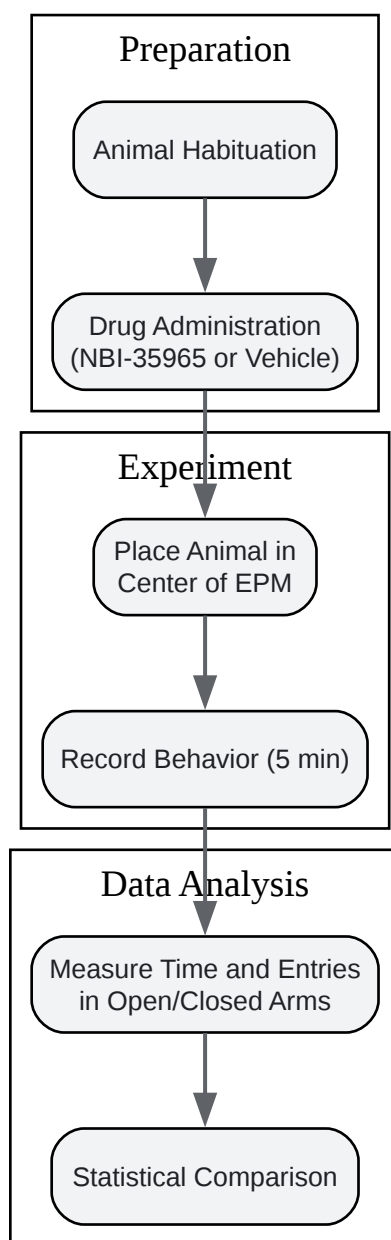 Preparation
Animal Habituation
Drug Administration
(NBI-35965 or Vehicle)
Experiment
Place Animal in
Center of EPM
Record Behavior (5 min)
Data Analysis
Measure Time and Entries
in Open/Closed Arms
Statistical Comparison